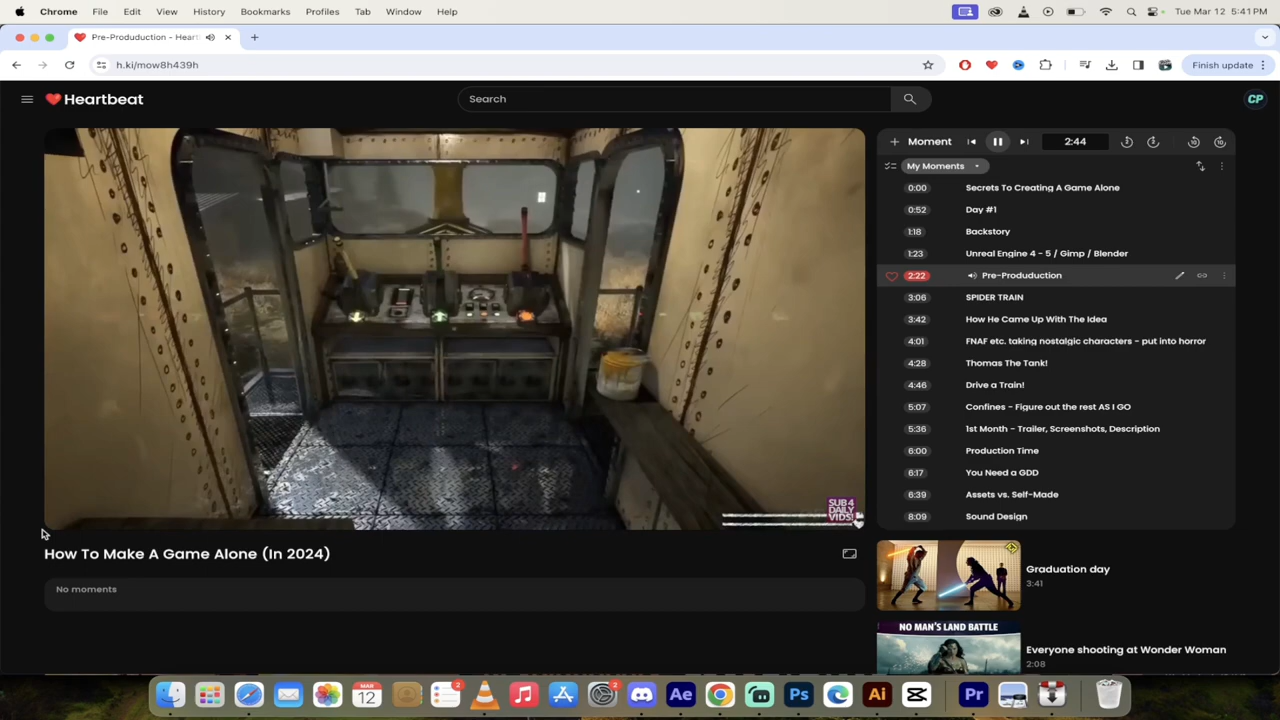 Chrome File Edit View History Bookmarks Profiles Tab Window Help Tue Mar 12 5:41 PM
Pre-Produduction - Heart
h.ki/mow8h439h Finish update
Heartbeat Search CP
Moment 2:44
My Moments
0:00 Secrets To Creating A Game Alone
0:52 Day #1
1:18 Backstory
1:23 Unreal Engine 4 - 5 / Gimp / Blender
2:22 Pre-Produduction
3:06 SPIDER TRAIN
3:42 How He Came Up With The Idea
4:01 FNAF etc. taking nostalgic characters - put into horror
4:28 Thomas The Tank!
4:46 Drive a Train!
5:07 Confines - Figure out the rest AS I GO
5:36 1st Month - Trailer, Screenshots, Description
6:00 Production Time
6:17 You Need a GDD
6:39 Assets vs. Self-Made
8:09 Sound Design
SUB 4
DAILY
VIDS!
How To Make A Game Alone (In 2024)
No moments
Graduation day
3:41
NO MAN'S LAND BATTLE
Everyone shooting at Wonder Woman
2:08
MAR
12
2
2
Ae
Ps
Ai
Pr